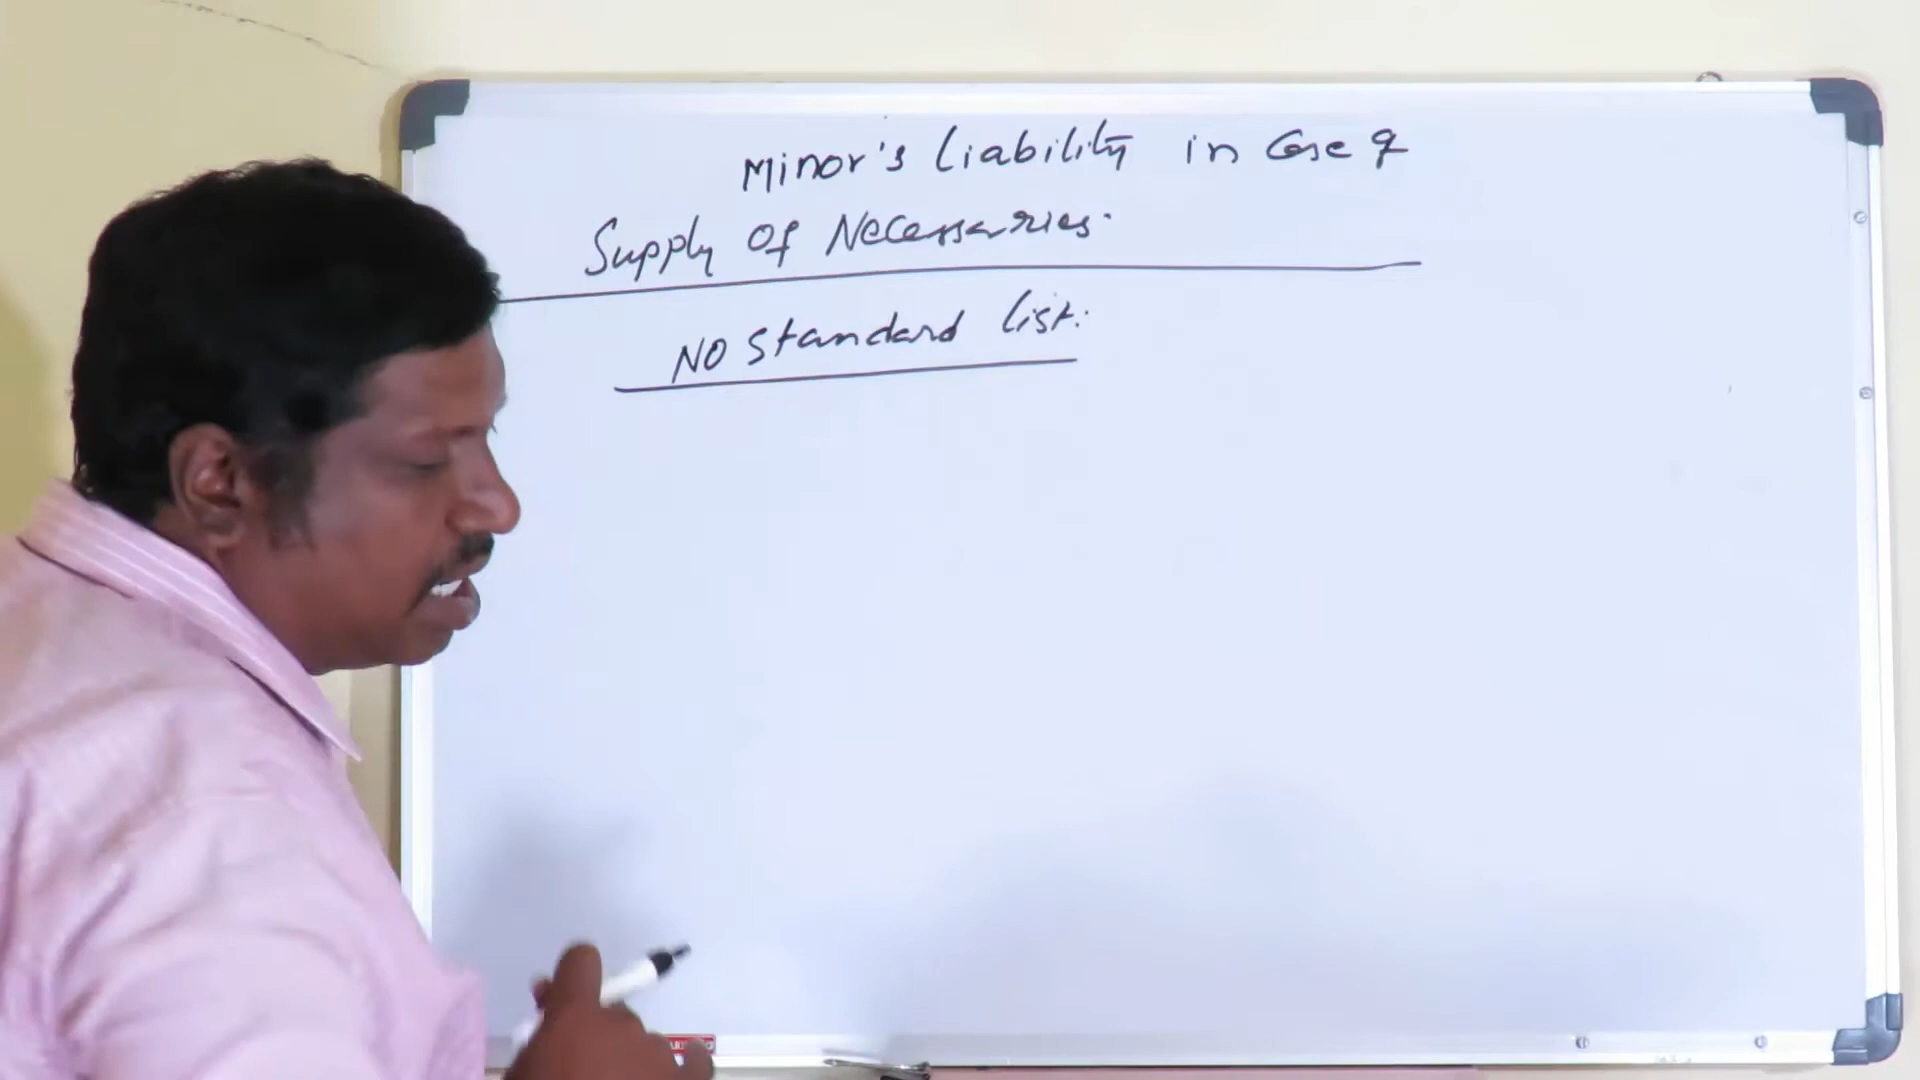 Minor's Liability in Case of
Supply of Necessaries.
NO Standard List.